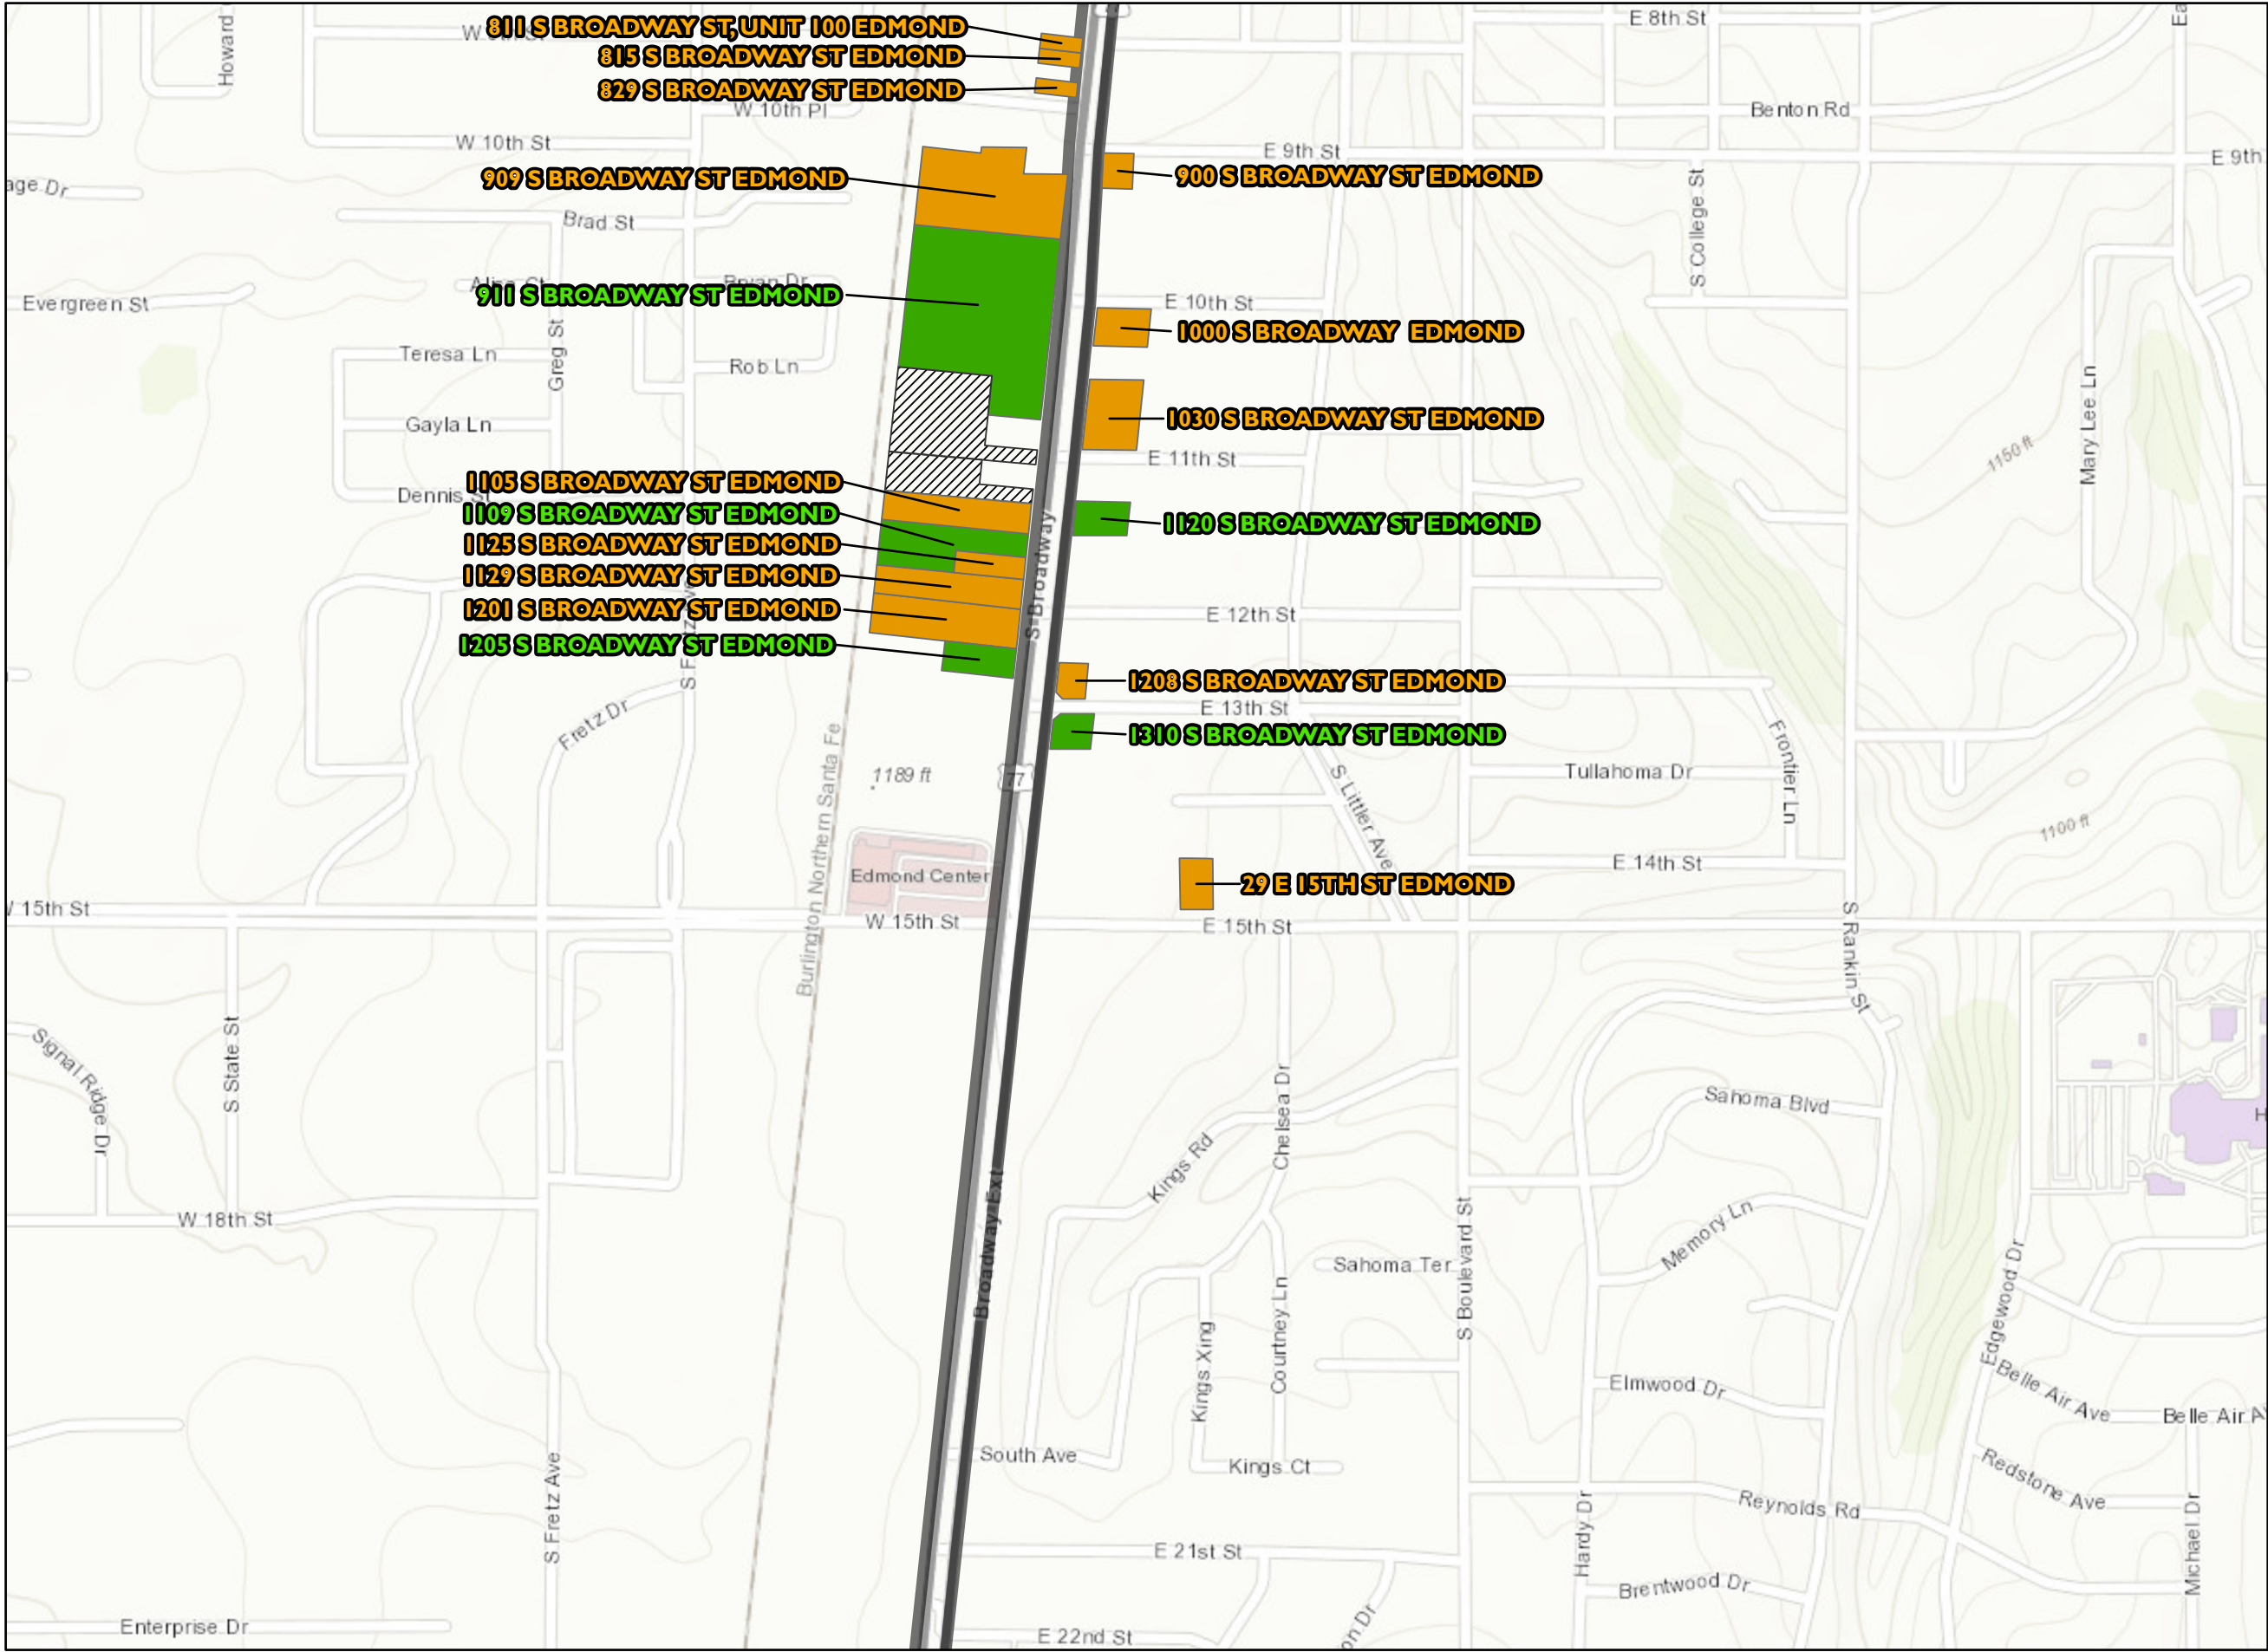 811 S BROADWAY ST, UNIT 100 EDMOND
E 8th St
Howard
815 S BROADWAY ST EDMOND
829 S BROADWAY ST EDMOND
W 10th Pl
Benton Rd
W 10th St
E 9th St
E 9th
909 S BROADWAY ST EDMOND
900 S BROADWAY ST EDMOND
age Dr
Brad St
S College St
Bryan Dr
911 S BROADWAY ST EDMOND
Evergreen St
E 10th St
1000 S BROADWAY EDMOND
Teresa Ln
Greg St
Rob Ln
1030 S BROADWAY ST EDMOND
Gayla Ln
Mary Lee Ln
1150 ft
E 11th St
1105 S BROADWAY ST EDMOND
Dennis St
1109 S BROADWAY ST EDMOND
1120 S BROADWAY ST EDMOND
1125 S BROADWAY ST EDMOND
S Broadway
1129 S BROADWAY ST EDMOND
1201 S BROADWAY ST EDMOND
E 12th St
1205 S BROADWAY ST EDMOND
1208 S BROADWAY ST EDMOND
E 13th St
Fretz Dr
1310 S BROADWAY ST EDMOND
Frontier Ln
1189 ft
77
Tullahoma Dr
S Littler Ave
1100 ft
Burlington Northern Santa Fe
E 14th St
Edmond Center
29 E 15TH ST EDMOND
15th St
W 15th St
E 15th St
S Rankin St
Signal Ridge Dr
S State St
Chelsea Dr
Sahoma Blvd
H
Kings Rd
W 18th St
Broadway Ext
Memory Ln
Sahoma Ter
S Boulevard St
Courtney Ln
Edgewood Dr
Kings Xing
Elmwood Dr
Belle Air Ave
Belle Air A
South Ave
Kings Ct
Redstone Ave
S Fretz Ave
Hardy Dr
Reynolds Rd
Michael Dr
E 21st St
Brentwood Dr
Enterprise Dr
E 22nd St
on Dr